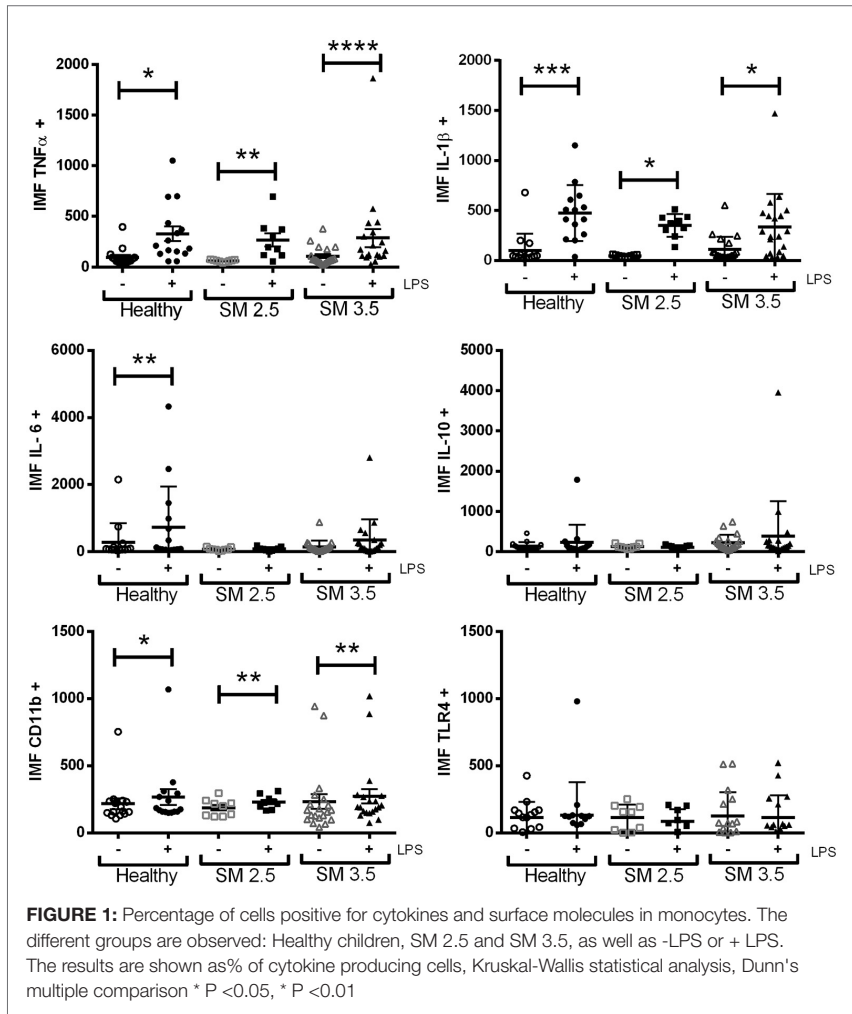 IMF TNFα +
2000
1500
1000
500
0
*
**
****
- + - + - + LPS
Healthy SM 2.5 SM 3.5
IMF IL-1β +
2000
1500
1000
500
0
***
*
*
- + - + - + LPS
Healthy SM 2.5 SM 3.5
IMF IL- 6 +
6000
4000
2000
0
**
- + - + - + LPS
Healthy SM 2.5 SM 3.5
IMF IL-10 +
5000
4000
3000
2000
1000
0
- + - + - + LPS
Healthy SM 2.5 SM 3.5
IMF CD11b +
1500
1000
500
0
*
**
**
- + - + - + LPS
Healthy SM 2.5 SM 3.5
IMF TLR4 +
1500
1000
500
0
- + - + - + LPS
Healthy SM 2.5 SM 3.5
FIGURE 1: Percentage of cells positive for cytokines and surface molecules in monocytes. The
different groups are observed: Healthy children, SM 2.5 and SM 3.5, as well as -LPS or + LPS.
The results are shown as% of cytokine producing cells, Kruskal-Wallis statistical analysis, Dunn's
multiple comparison * P <0.05, * P <0.01